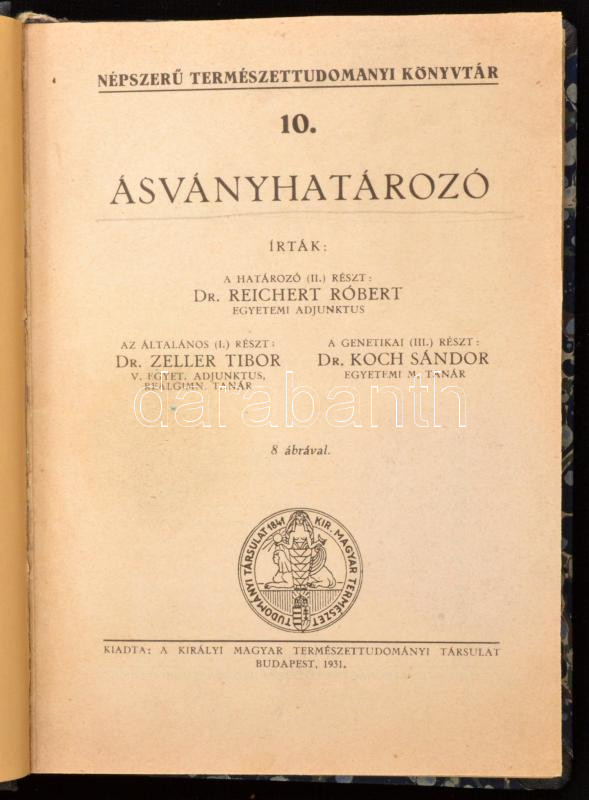 NÉPSZERŰ TERMÉSZETTUDOMANYI KÖNYVTÁR
10.
ÁSVÁNYHATÁROZÓ
ÍRTÁK:
A HATÁROZÓ (II.) RÉSZT:
DR. REICHERT RÓBERT
EGYETEMI ADJUNKTUS
AZ ÁLTALÁNOS (I.) RÉSZT:
DR. ZELLER TIBOR
V. EGYET. ADJUNKTUS,
REÁLGIMN. TANÁR
A GENETIKAI (III.) RÉSZT:
DR. KOCH SÁNDOR
EGYETEMI M. TANÁR
darabanth
8 ábrával.
KIR. MAGYAR TERMÉSZETTUDOMÁNYI TÁRSULAT 1841
KIADTA: A KIRÁLYI MAGYAR TERMÉSZETTUDOMÁNYI TÁRSULAT
BUDAPEST, 1931.